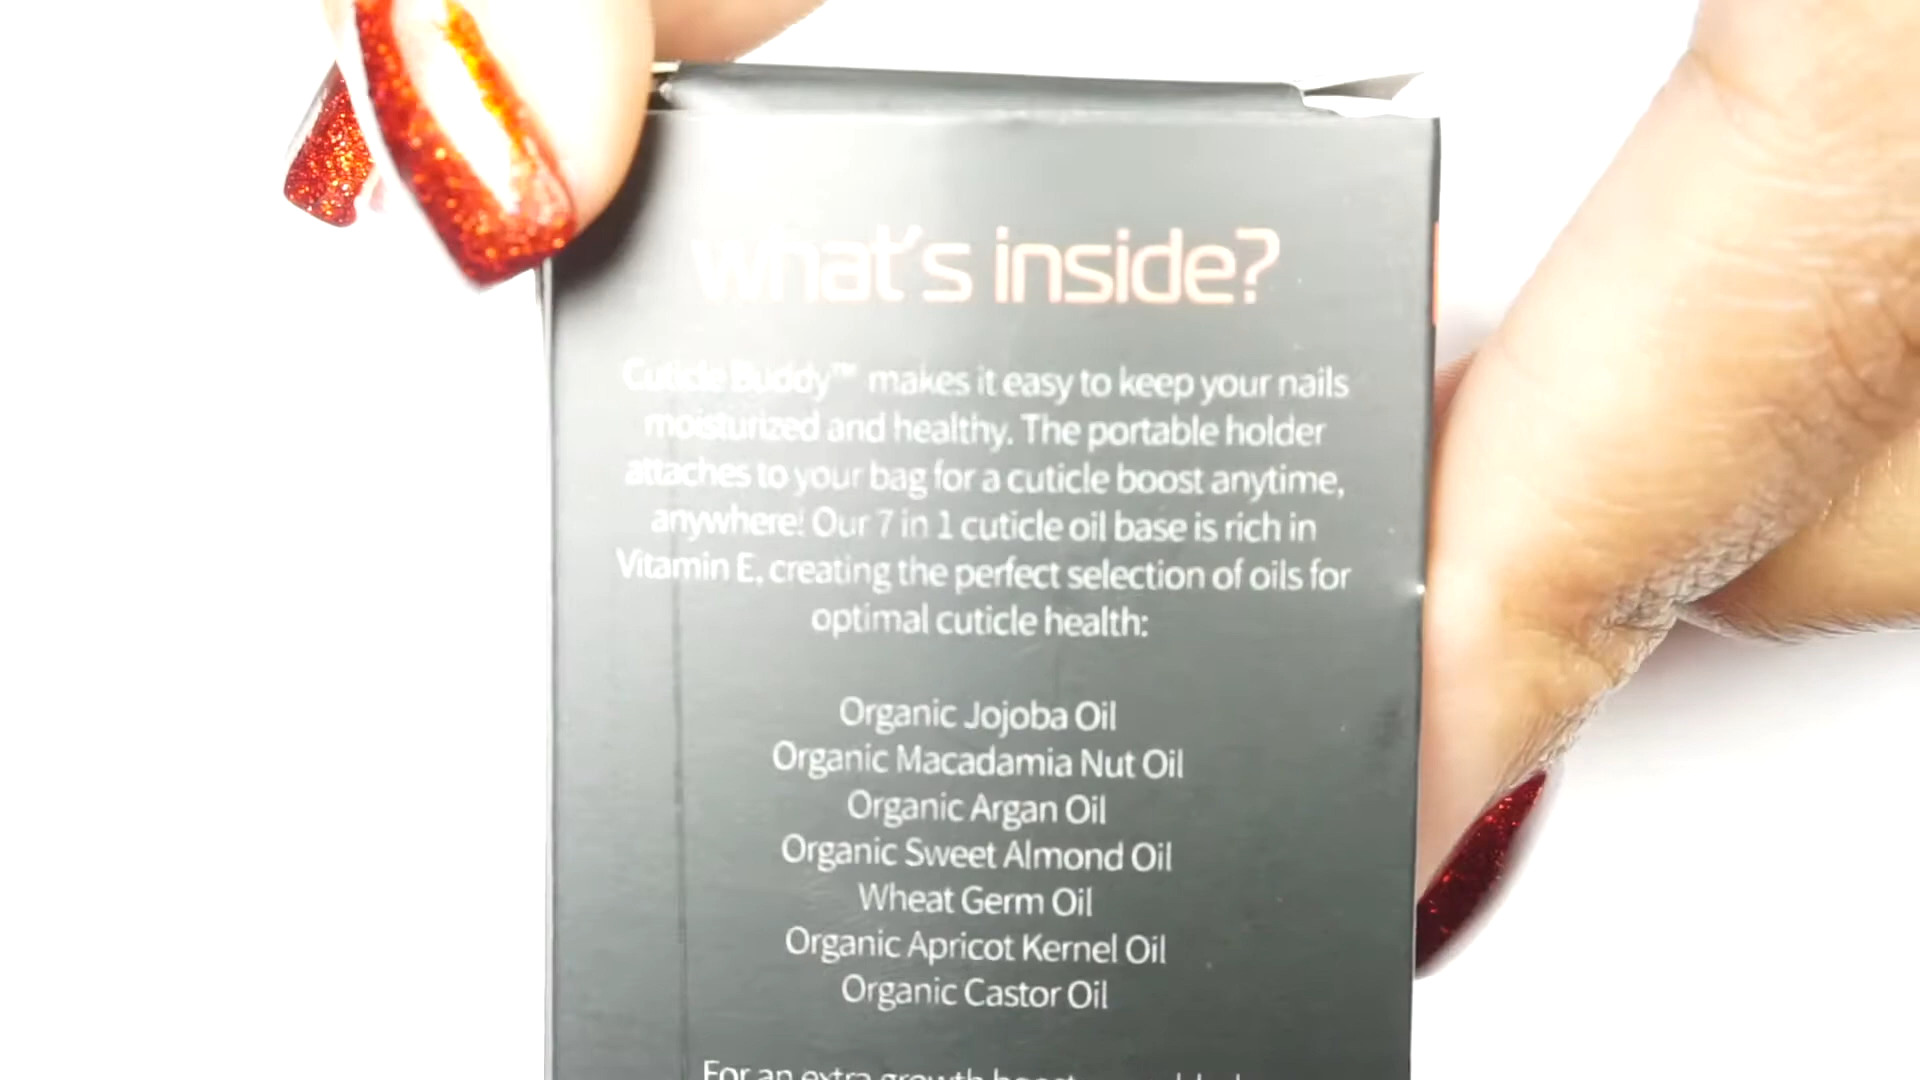 what's inside?
Cuticle Buddy™ makes it easy to keep your nails
moisturized and healthy. The portable holder
attaches to your bag for a cuticle boost anytime,
anywhere! Our 7 in 1 cuticle oil base is rich in
Vitamin E, creating the perfect selection of oils for
optimal cuticle health:
Organic Jojoba Oil
Organic Macadamia Nut Oil
Organic Argan Oil
Organic Sweet Almond Oil
Wheat Germ Oil
Organic Apricot Kernel Oil
Organic Castor Oil
For an extra growth boost